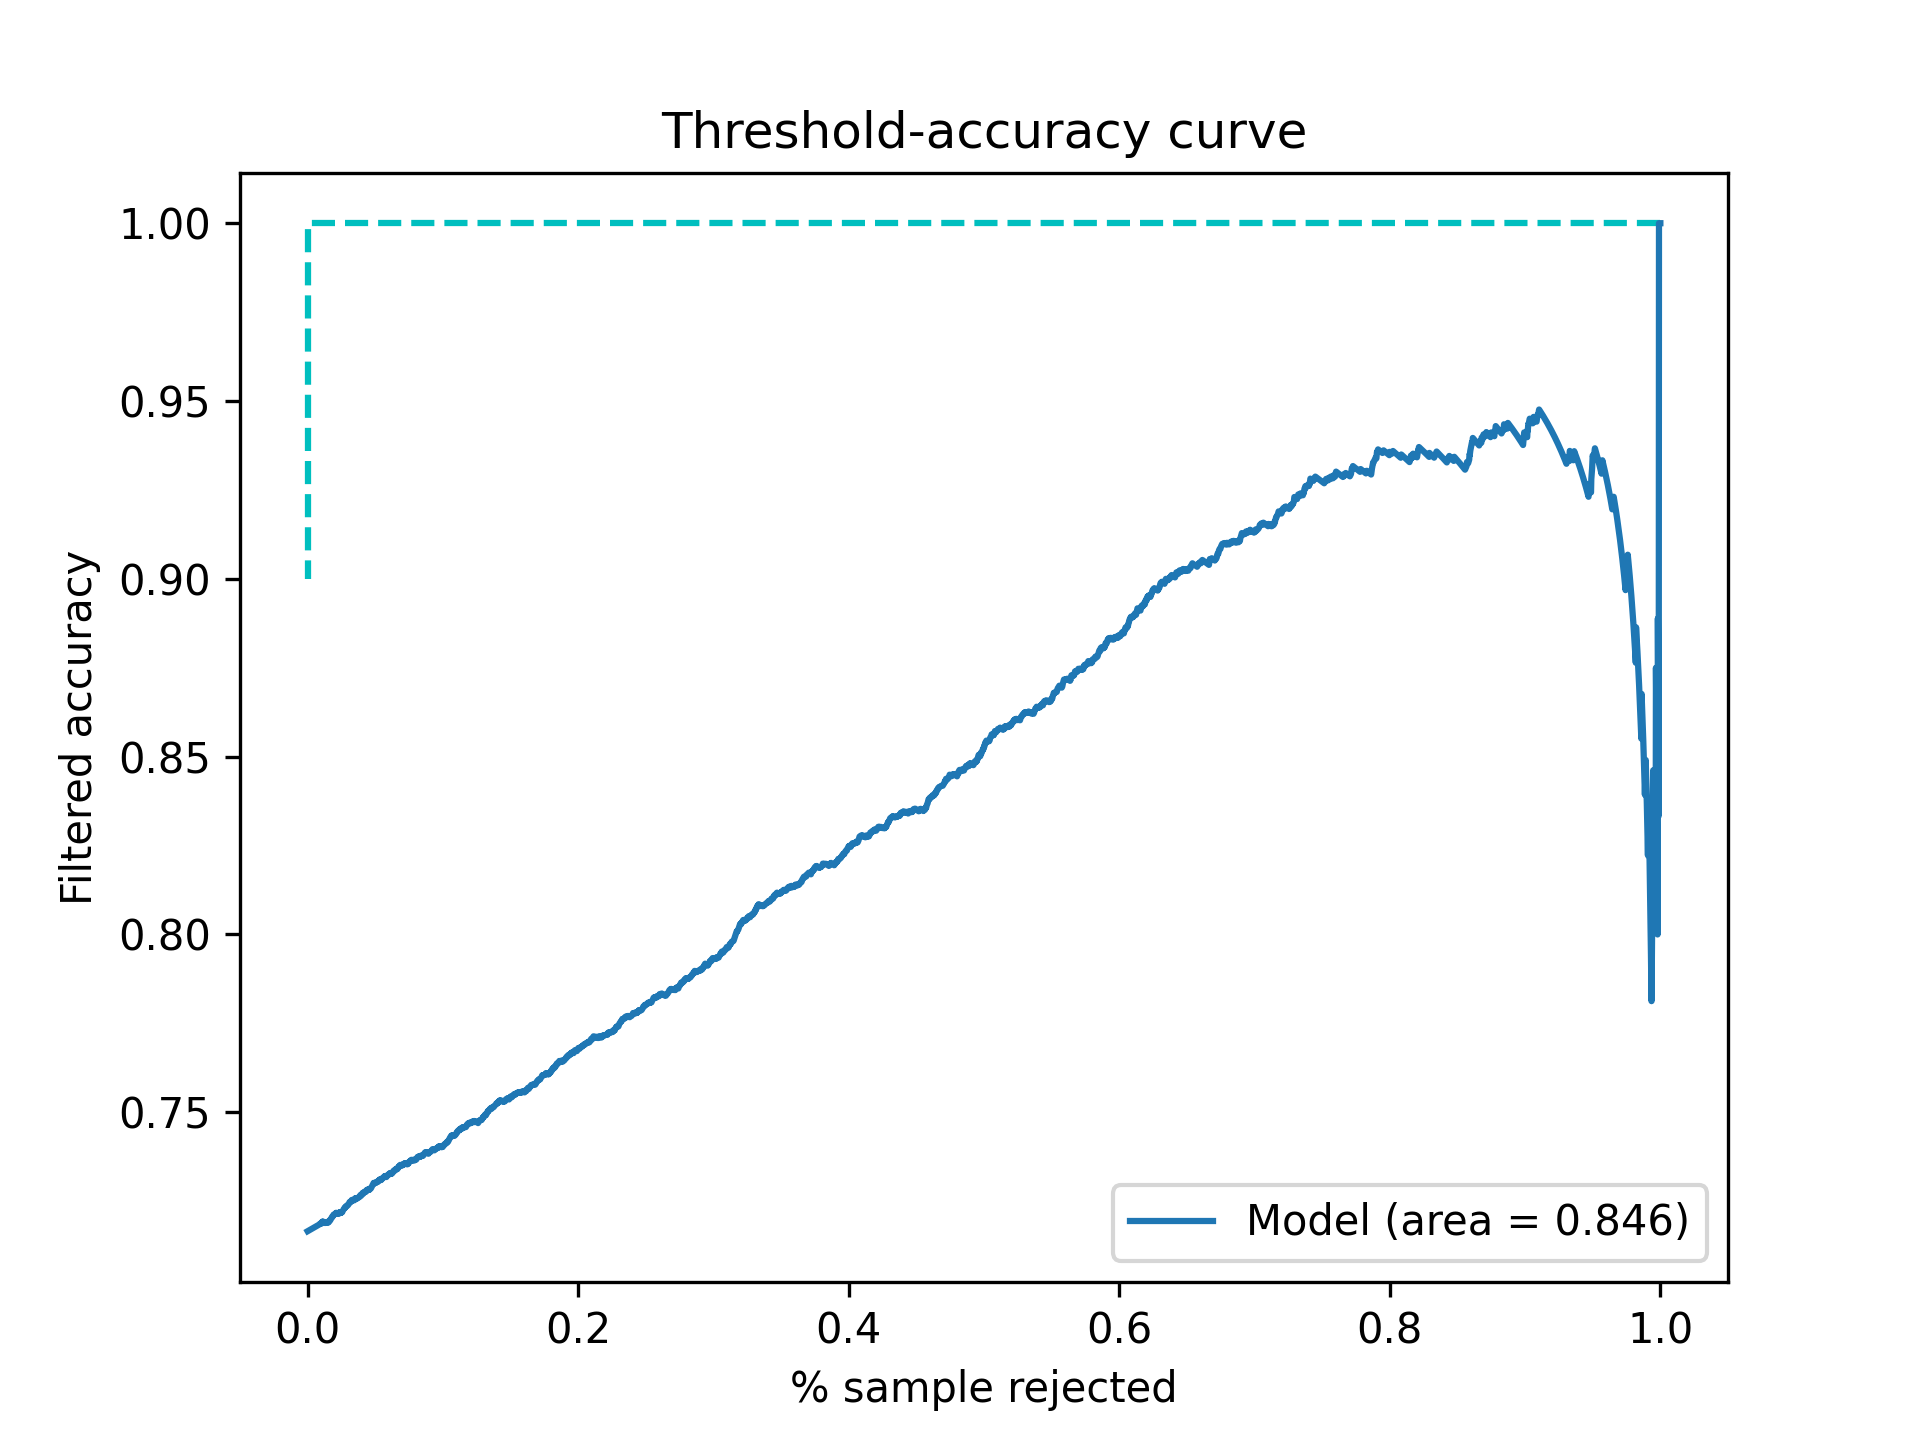 Threshold-accuracy curve
1.00
0.95
0.90
0.85
0.80
0.75
Filtered accuracy
Model (area = 0.846)
0.0 0.2 0.4 0.6 0.8 1.0
% sample rejected